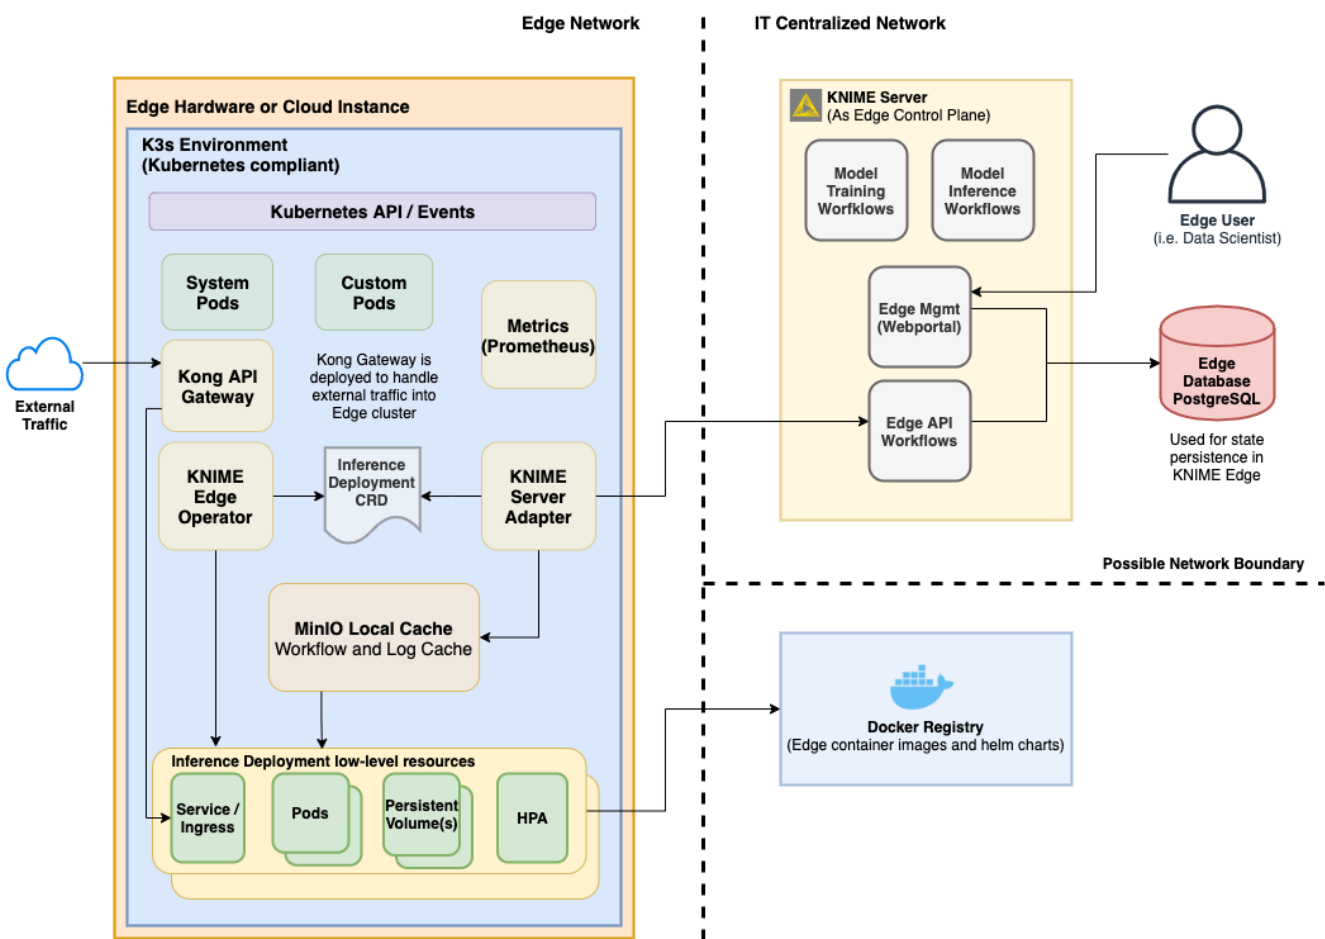 Edge Network
IT Centralized Network
Edge Hardware or Cloud Instance
K3s Environment
(Kubernetes compliant)
Kubernetes API / Events
System
Pods
Custom
Pods
Metrics
(Prometheus)
Kong API
Gateway
Kong Gateway is
deployed to handle
external traffic into
Edge cluster
External
Traffic
KNIME
Edge
Operator
Inference
Deployment
CRD
KNIME
Server
Adapter
MinIO Local Cache
Workflow and Log Cache
Inference Deployment low-level resources
Service /
Ingress
Pods
Persistent
Volume(s)
HPA
KNIME Server
(As Edge Control Plane)
Model
Training
Worfklows
Model
Inference
Workflows
Edge Mgmt
(Webportal)
Edge API
Workflows
Edge User
(i.e. Data Scientist)
Edge
Database
PostgreSQL
Used for state
persistence in
KNIME Edge
Possible Network Boundary
Docker Registry
(Edge container images and helm charts)